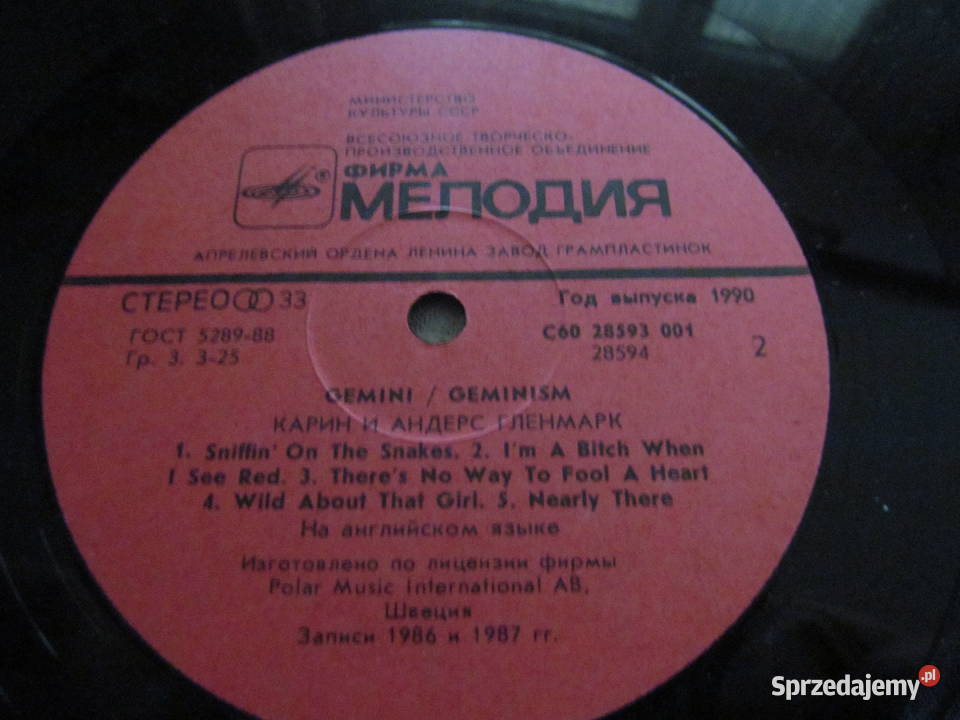 МИНИСТЕРСТВО
КУЛЬТУРЫ СССР
ВСЕСОЮЗНОЕ ТВОРЧЕСКО-
ПРОИЗВОДСТВЕННОЕ ОБЪЕДИНЕНИЕ
ФИРМА
® МЕЛОДИЯ
АПРЕЛЕВСКИЙ ОРДЕНА ЛЕНИНА ЗАВОД ГРАМПЛАСТИНОК
СТЕРЕО 33 Год выпуска 1990
ГОСТ 5289-88 С60 28593 001
Гр. 3. 3-25 28594 2
GEMINI / GEMINISM
КАРИН И АНДЕРС ГЛЕНМАРК
1. Sniffin' On The Snakes. 2. I'm A Bitch When
I See Red. 3. There's No Way To Fool A Heart
4. Wild About That Girl. 5. Nearly There
На английском языке
Изготовлено по лицензии фирмы
Polar Music International AB,
Швеция
Записи 1986 и 1987 гг.
Sprzedajemy.pl